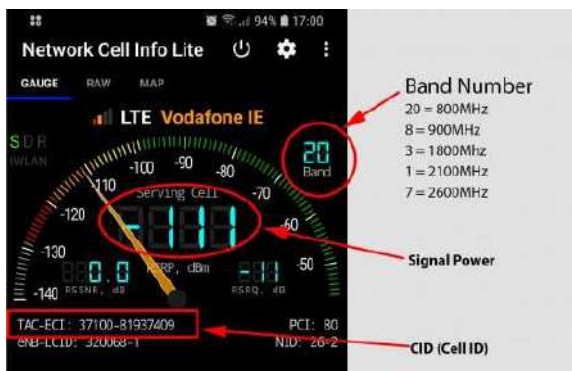 94% 17:00
Network Cell Info Lite
GAUGE RAW MAP
LTE Vodafone IE
SDR
IWLAN
20
Band
-140 -130 -120 -110 -100 -90 -80 -70 -60 -50
Serving Cell
-111
RSRP, dBm
0.0
RSSNR, dB
-11
RSRQ, dB
TAC-ECI: 37100-81937409
PCI: 80
eNB-LCID: 320068-1
NID: 26-2
Band Number
20 = 800MHz
8 = 900MHz
3 = 1800Mhz
1 = 2100MHz
7 = 2600MHz
Signal Power
CID (Cell ID)